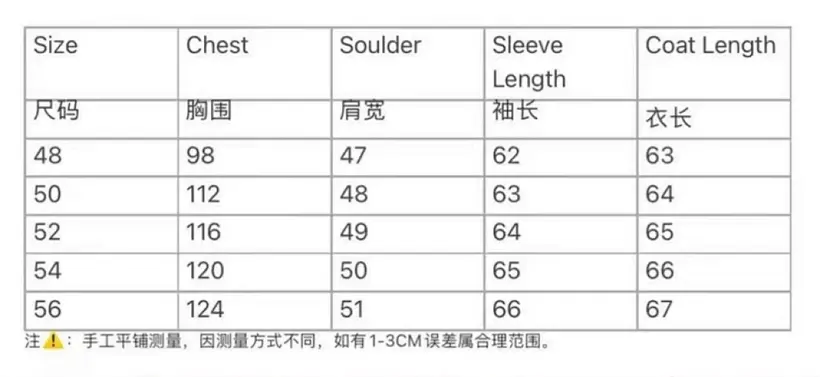 Size Chest Soulder Sleeve Length Coat Length
尺码 胸围 肩宽 袖长 衣长
48 98 47 62 63
50 112 48 63 64
52 116 49 64 65
54 120 50 65 66
56 124 51 66 67
注⚠️：手工平铺测量，因测量方式不同，如有1-3CM误差属合理范围。